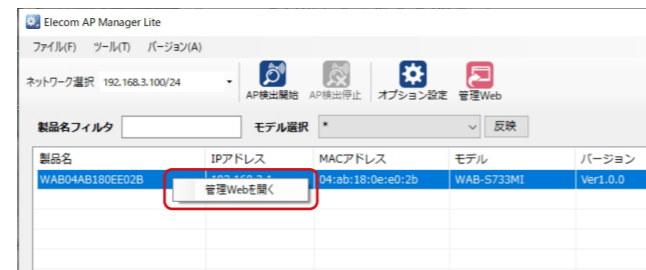 Elecom AP Manager Lite
ファイル(F) ツール(T) バージョン(A)
ネットワーク選択 192.168.3.100/24
AP検出開始 AP検出停止 オプション設定 管理Web
製品名フィルタ モデル選択 * 反映
製品名 IPアドレス MACアドレス モデル バージョン
WAB04AB180EE02B 04:ab:18:0e:e0:2b WAB-S733MI Ver1.0.0
管理Webを開く